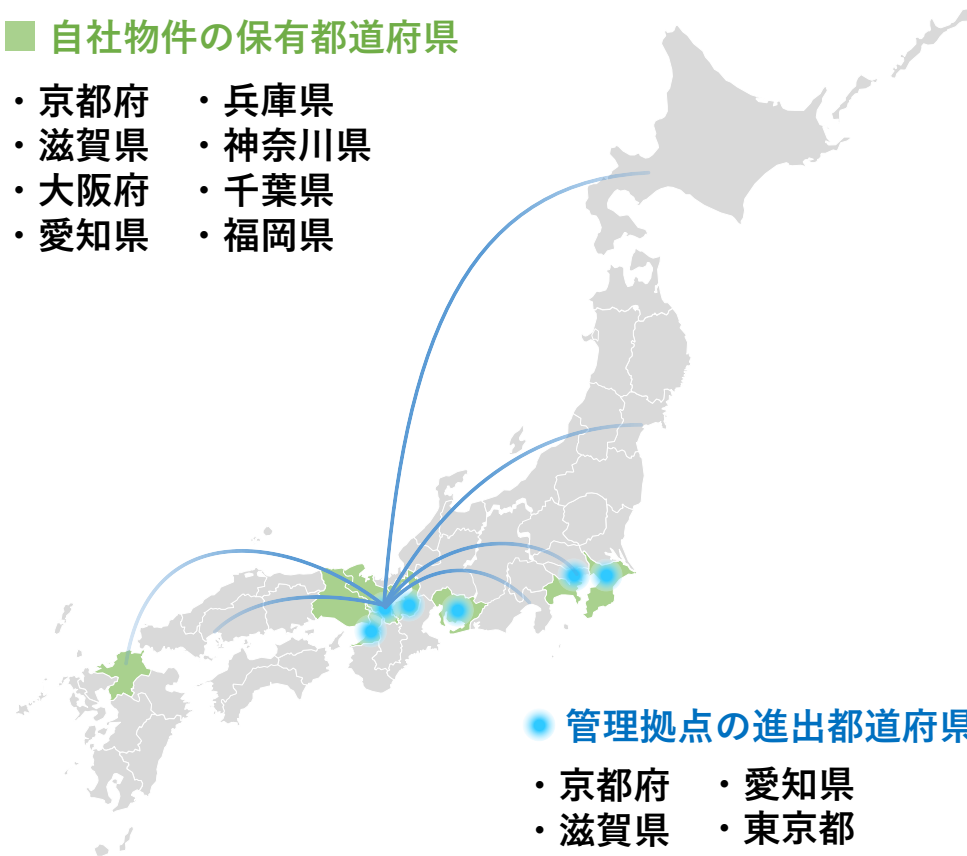 自社物件の保有都道府県
・京都府 ・兵庫県
・滋賀県 ・神奈川県
・大阪府 ・千葉県
・愛知県 ・福岡県
管理拠点の進出都道府県
・京都府 ・愛知県
・滋賀県 ・東京都